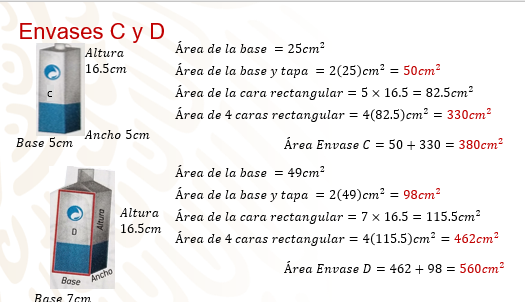 Envases C y D
Altura
16.5cm
C
Base 5cm
Ancho 5cm
Área de la base = 25cm²
Área de la base y tapa = 2(25)cm² = 50cm²
Área de la cara rectangular = 5 × 16.5 = 82.5cm²
Área de 4 caras rectangular = 4(82.5)cm² = 330cm²
Área Envase C = 50 + 330 = 380cm²
Altura
D
Base
Ancho
Altura
16.5cm
Base 7cm
Área de la base = 49cm²
Área de la base y tapa = 2(49)cm² = 98cm²
Área de la cara rectangular = 7 × 16.5 = 115.5cm²
Área de 4 caras rectangular = 4(115.5)cm² = 462cm²
Área Envase D = 462 + 98 = 560cm²